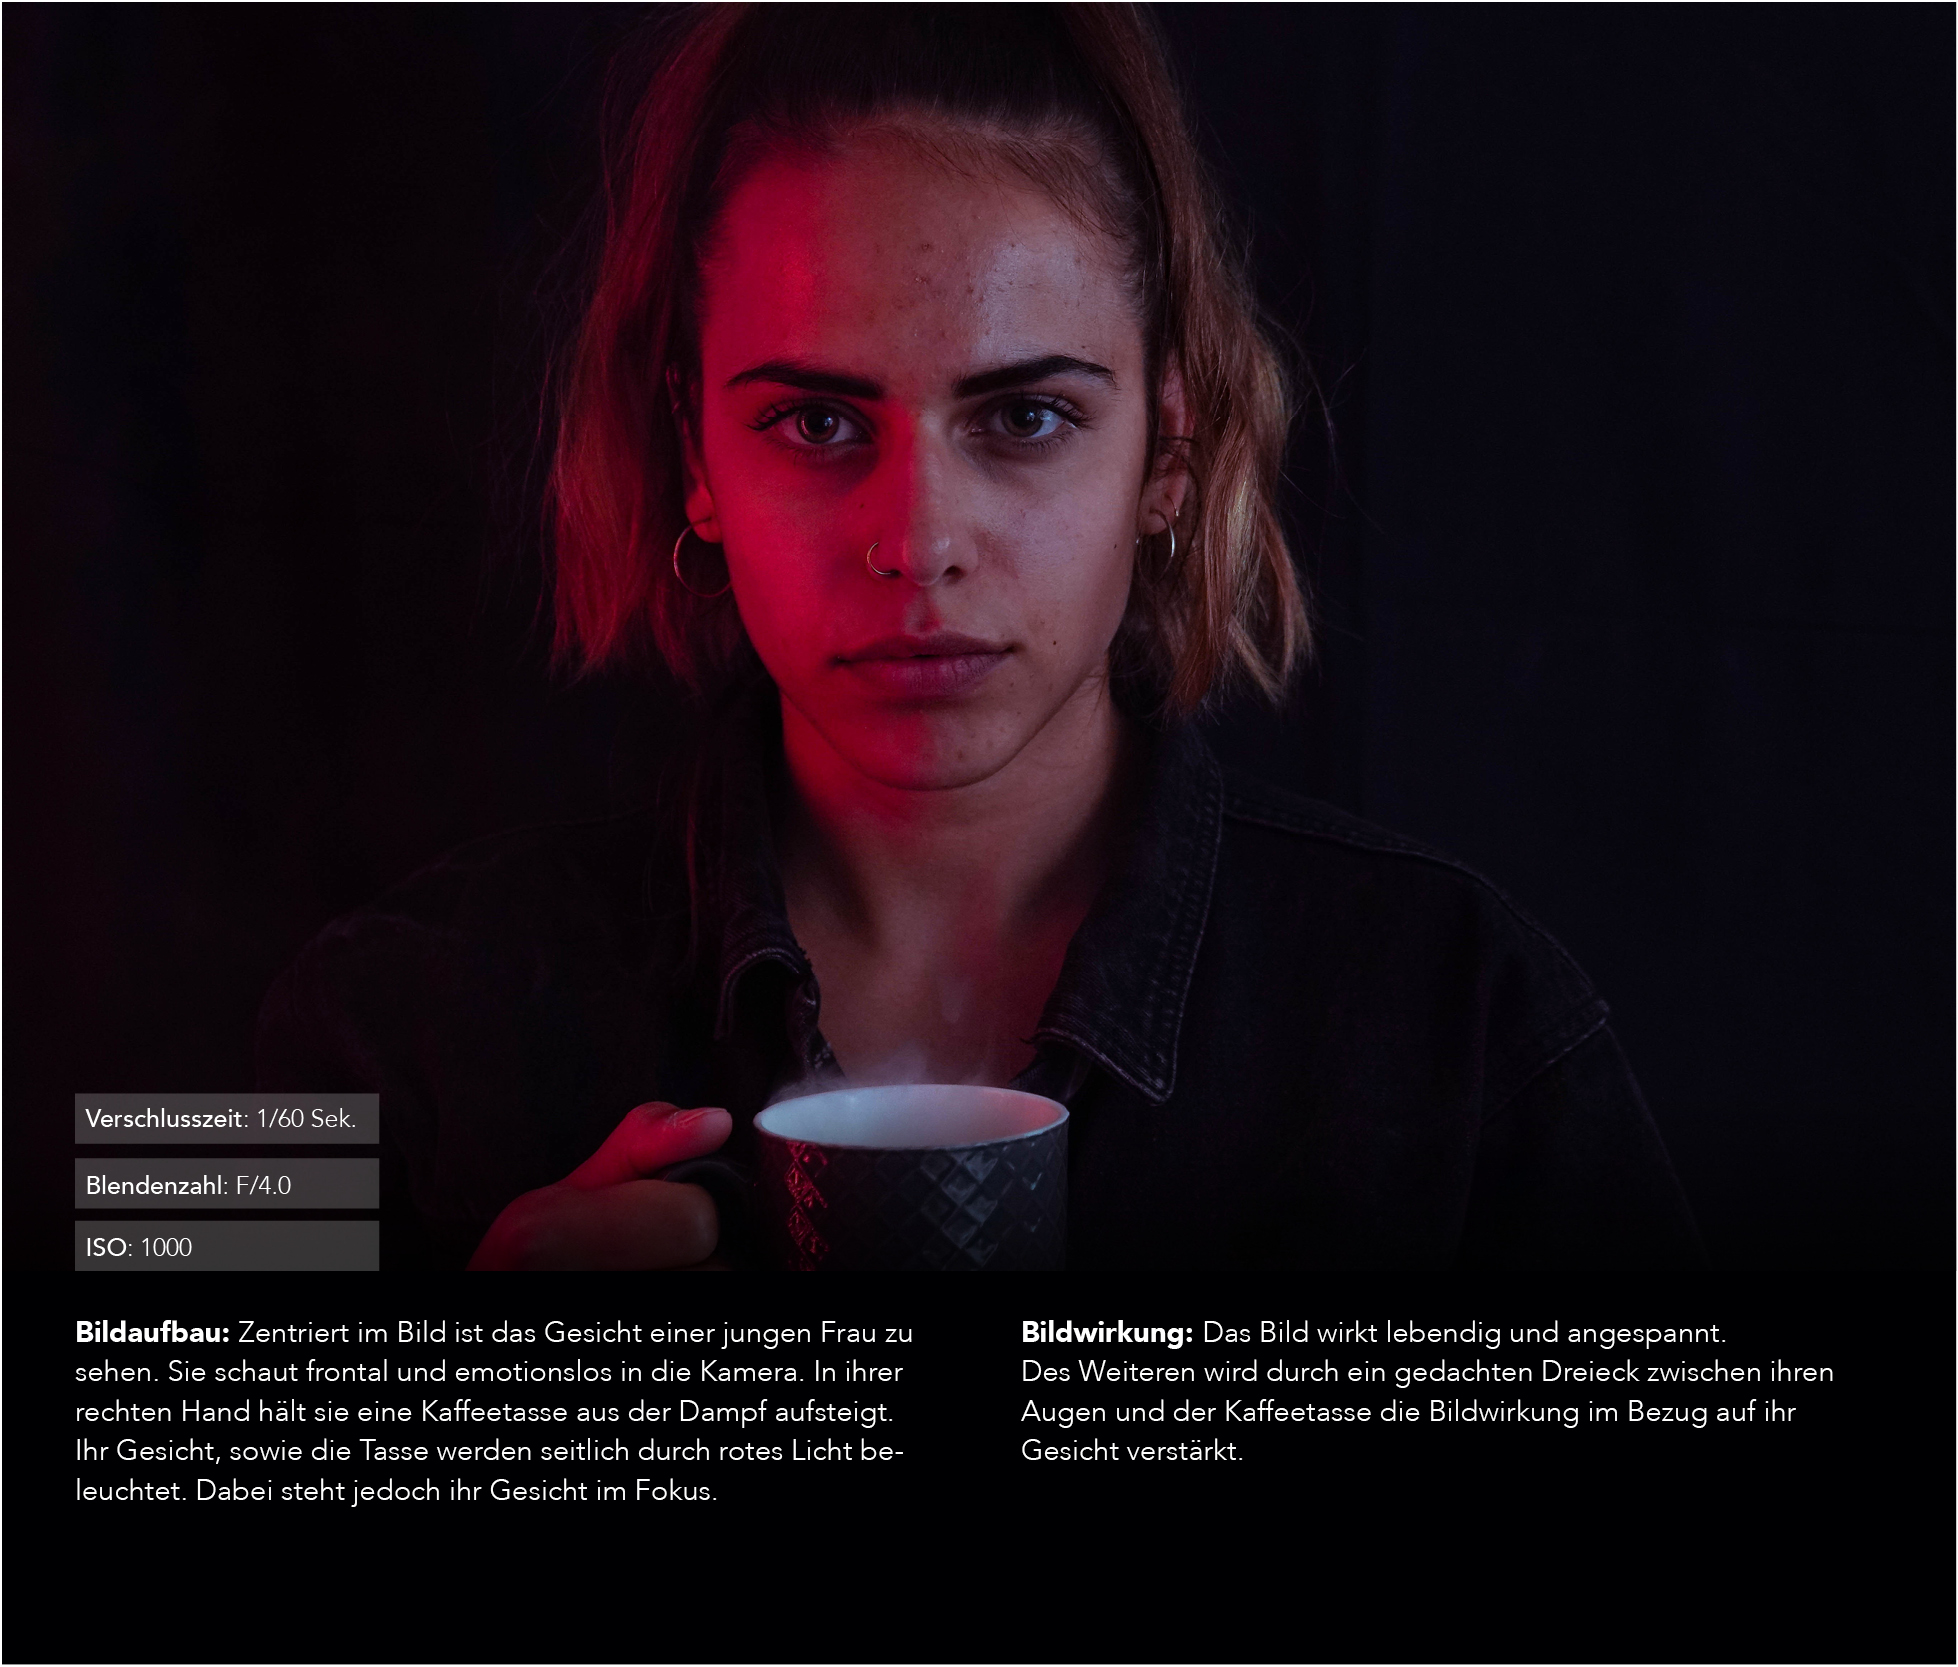 Verschlusszeit: 1/60 Sek.
Blendenzahl: F/4.0
ISO: 1000
Bildaufbau: Zentriert im Bild ist das Gesicht einer jungen Frau zu
sehen. Sie schaut frontal und emotionslos in die Kamera. In ihrer
rechten Hand hält sie eine Kaffeetasse aus der Dampf aufsteigt.
Ihr Gesicht, sowie die Tasse werden seitlich durch rotes Licht be-
leuchtet. Dabei steht jedoch ihr Gesicht im Fokus.
Bildwirkung: Das Bild wirkt lebendig und angespannt.
Des Weiteren wird durch ein gedachten Dreieck zwischen ihren
Augen und der Kaffeetasse die Bildwirkung im Bezug auf ihr
Gesicht verstärkt.